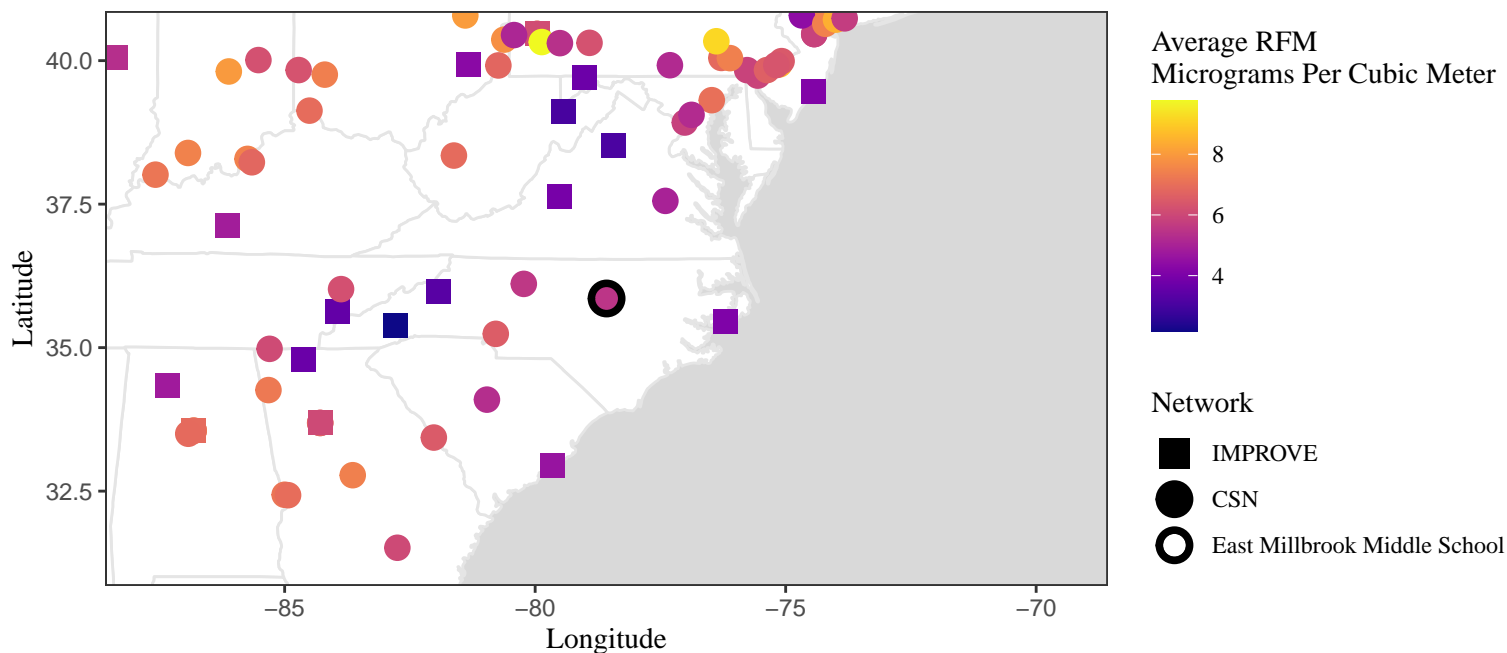 40.0
37.5
35.0
32.5
Latitude
−85
−80
−75
−70
Longitude
Average RFM
Micrograms Per Cubic Meter
8
6
4
Network
IMPROVE
CSN
East Millbrook Middle School